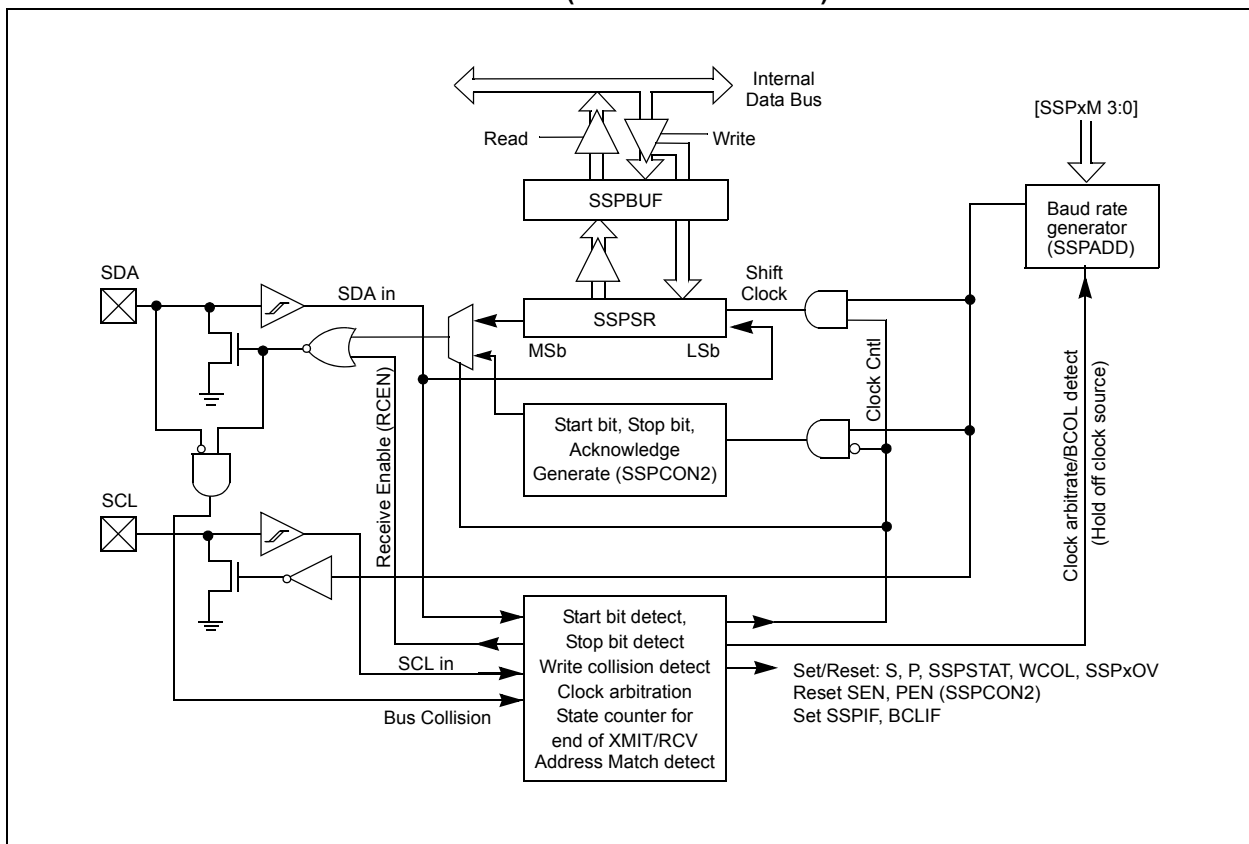 Internal
Data Bus
[SSPxM 3:0]
Read
Write
SSPBUF
Baud rate
generator
(SSPADD)
SDA
SDA in
Shift
Clock
SSPSR
MSb
LSb
Clock Cntl
Receive Enable (RCEN)
Start bit, Stop bit,
Acknowledge
Generate (SSPCON2)
Clock arbitrate/BCOL detect
(Hold off clock source)
SCL
SCL in
Bus Collision
Start bit detect,
Stop bit detect
Write collision detect
Clock arbitration
State counter for
end of XMIT/RCV
Address Match detect
Set/Reset: S, P, SSPSTAT, WCOL, SSPxOV
Reset SEN, PEN (SSPCON2)
Set SSPIF, BCLIF